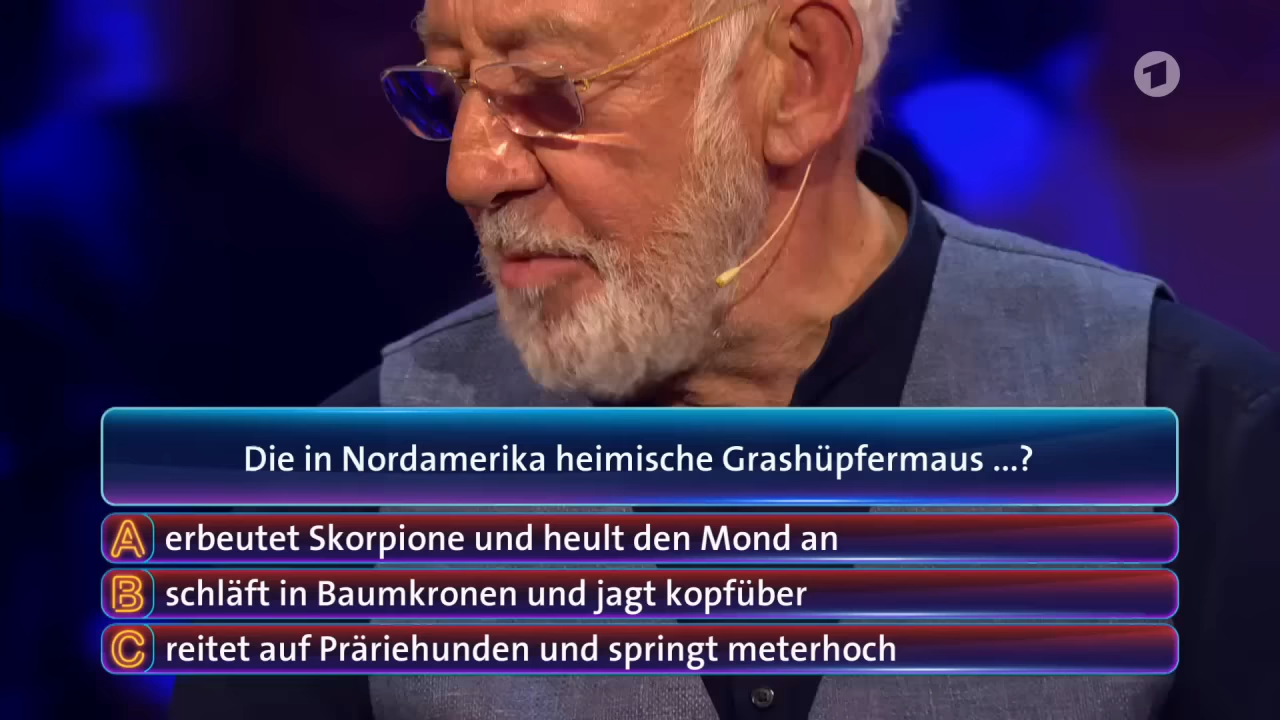 Die in Nordamerika heimische Grashüpfermaus ...?
A erbeutet Skorpione und heult den Mond an
B schläft in Baumkronen und jagt kopfüber
C reitet auf Präriehunden und springt meterhoch
1